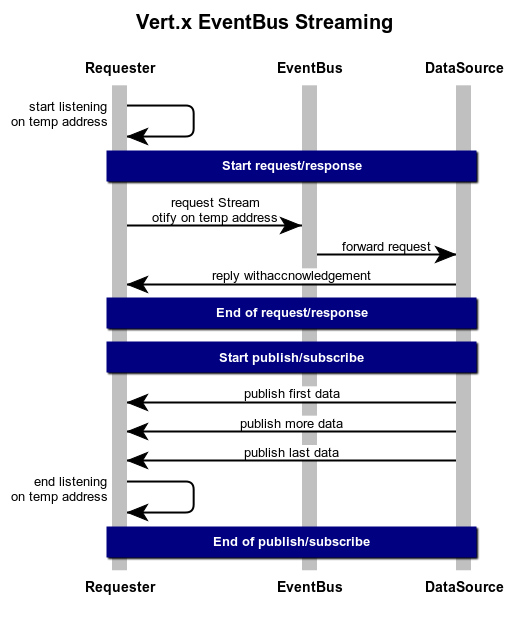 Vert.x EventBus Streaming
Requester EventBus DataSource
start listening
on temp address
Start request/response
request Stream
otify on temp address
forward request
reply withaccnowledgement
End of request/response
Start publish/subscribe
publish first data
publish more data
publish last data
end listening
on temp address
End of publish/subscribe
Requester EventBus DataSource